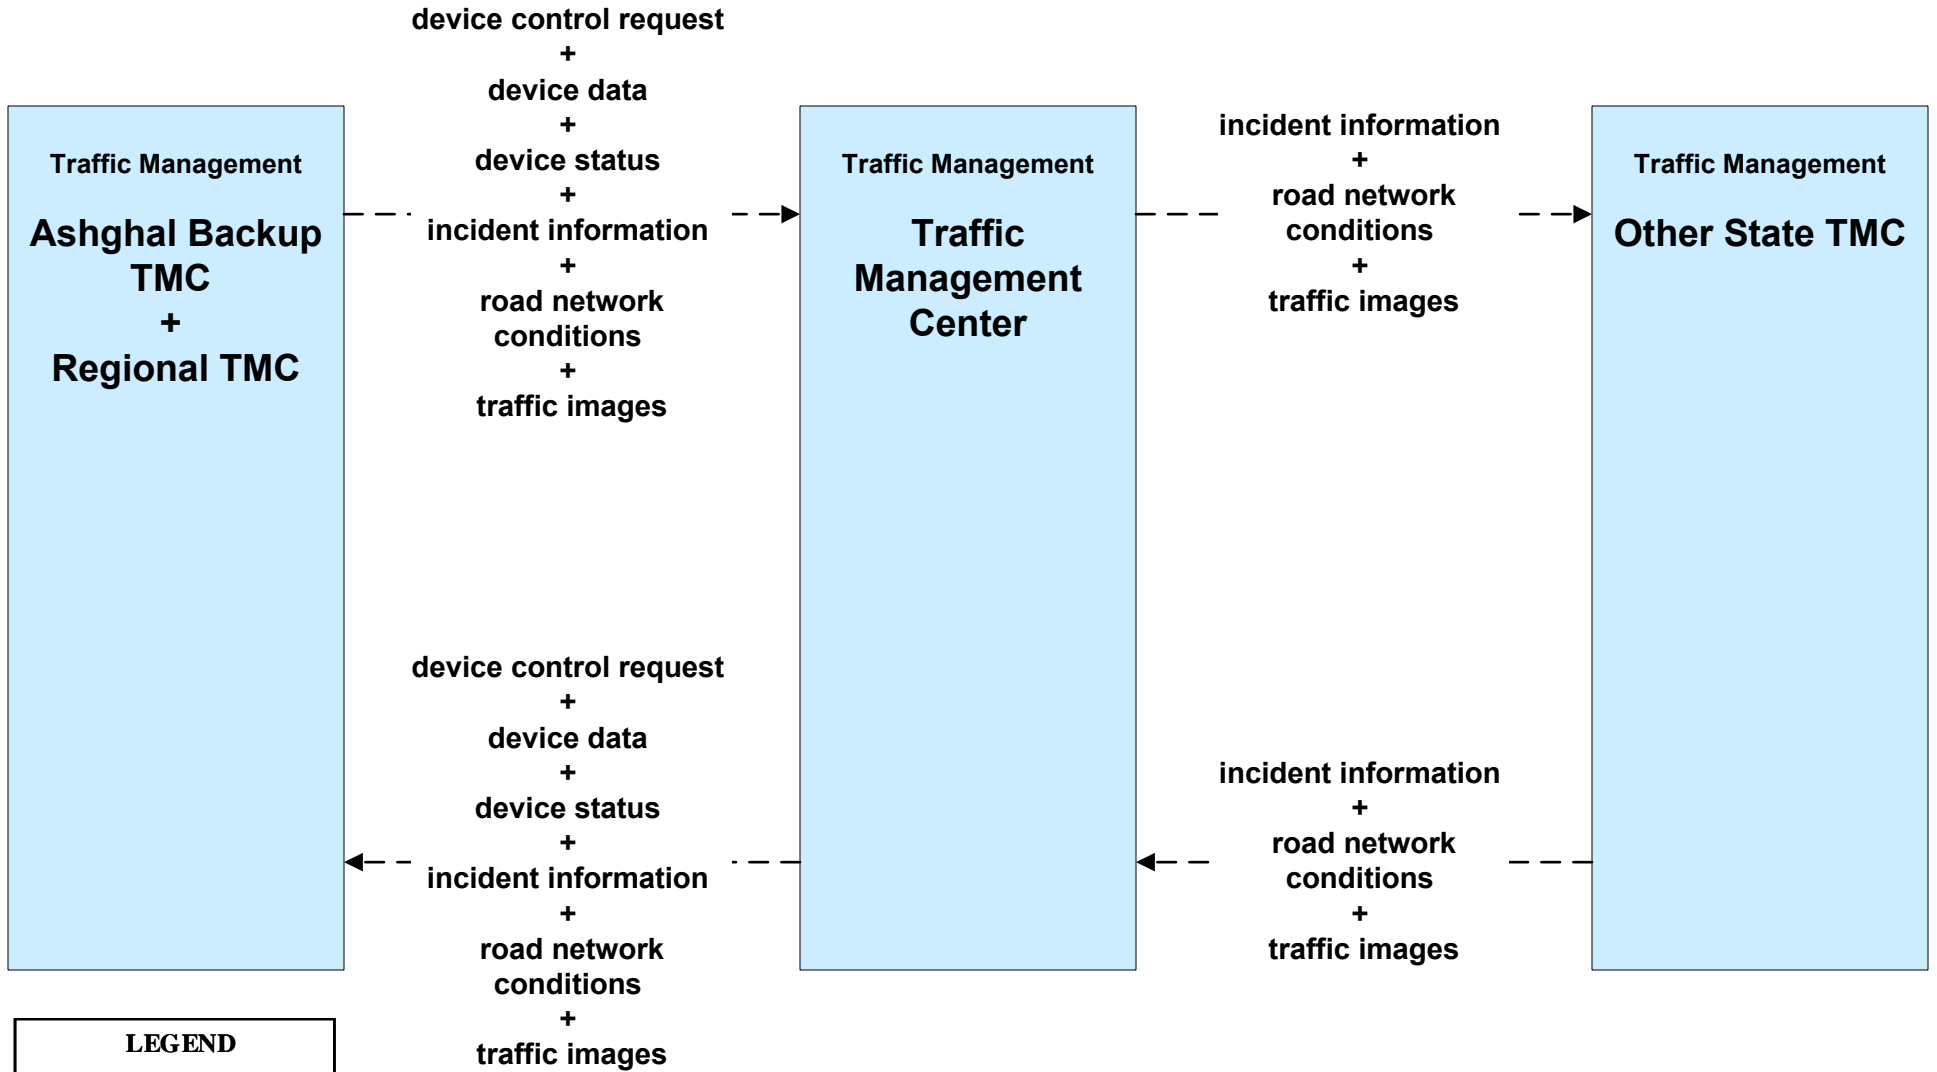 device control request
+
device data
+
device status
+
incident information
+
road network
conditions
+
traffic images
Traffic Management
Ashghal Backup
TMC
+
Regional TMC
Traffic Management
Traffic
Management
Center
incident information
+
road network
conditions
+
traffic images
Traffic Management
Other State TMC
device control request
+
device data
+
device status
+
incident information
+
road network
conditions
+
traffic images
incident information
+
road network
conditions
+
traffic images
LEGEND